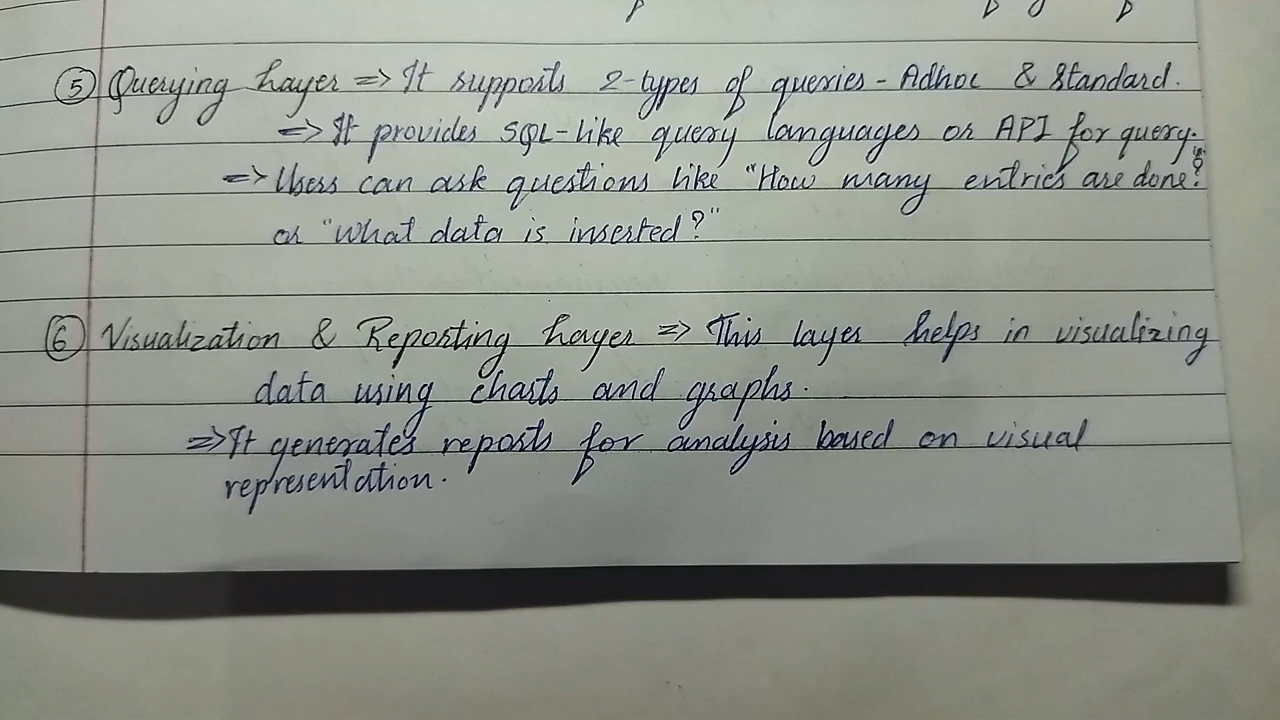 ⑤ Querying Layer => It supports 2-types of queries - Adhoc & Standard.
=> It provides SQL-like query languages or API for query.
=> Users can ask questions like "How many entries are done?"
or "What data is inserted?"
⑥ Visualization & Reporting Layer => This layer helps in visualizing
data using charts and graphs.
=> It generates reports for analysis based on visual
representation.